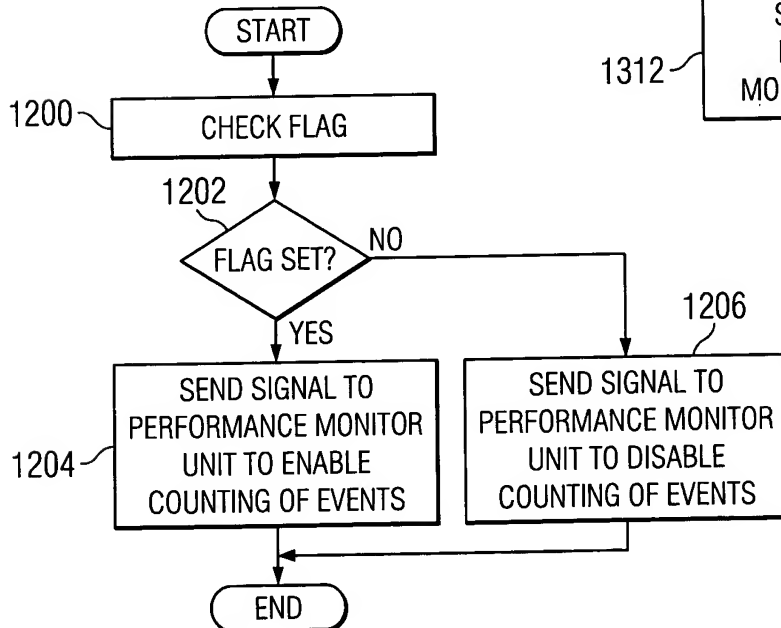 START
1312
MO
1200
CHECK FLAG
1202
FLAG SET?
NO
YES
1206
1204
SEND SIGNAL TO
PERFORMANCE MONITOR
UNIT TO ENABLE
COUNTING OF EVENTS
SEND SIGNAL TO
PERFORMANCE MONITOR
UNIT TO DISABLE
COUNTING OF EVENTS
END